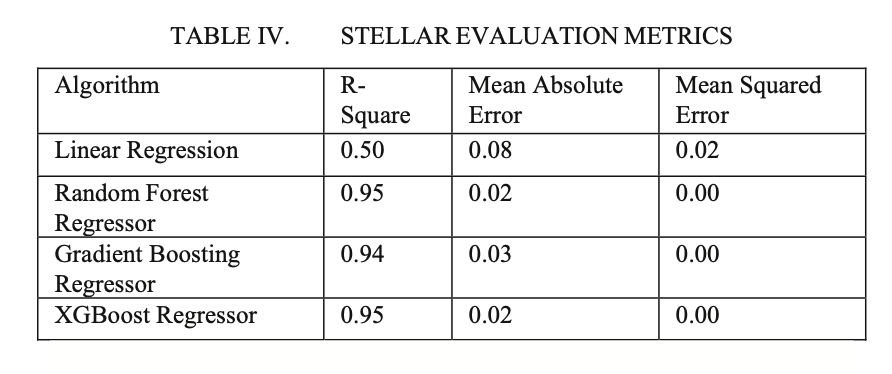 TABLE IV. STELLAR EVALUATION METRICS
Algorithm R-Square Mean Absolute Error Mean Squared Error
Linear Regression 0.50 0.08 0.02
Random Forest Regressor 0.95 0.02 0.00
Gradient Boosting Regressor 0.94 0.03 0.00
XGBoost Regressor 0.95 0.02 0.00